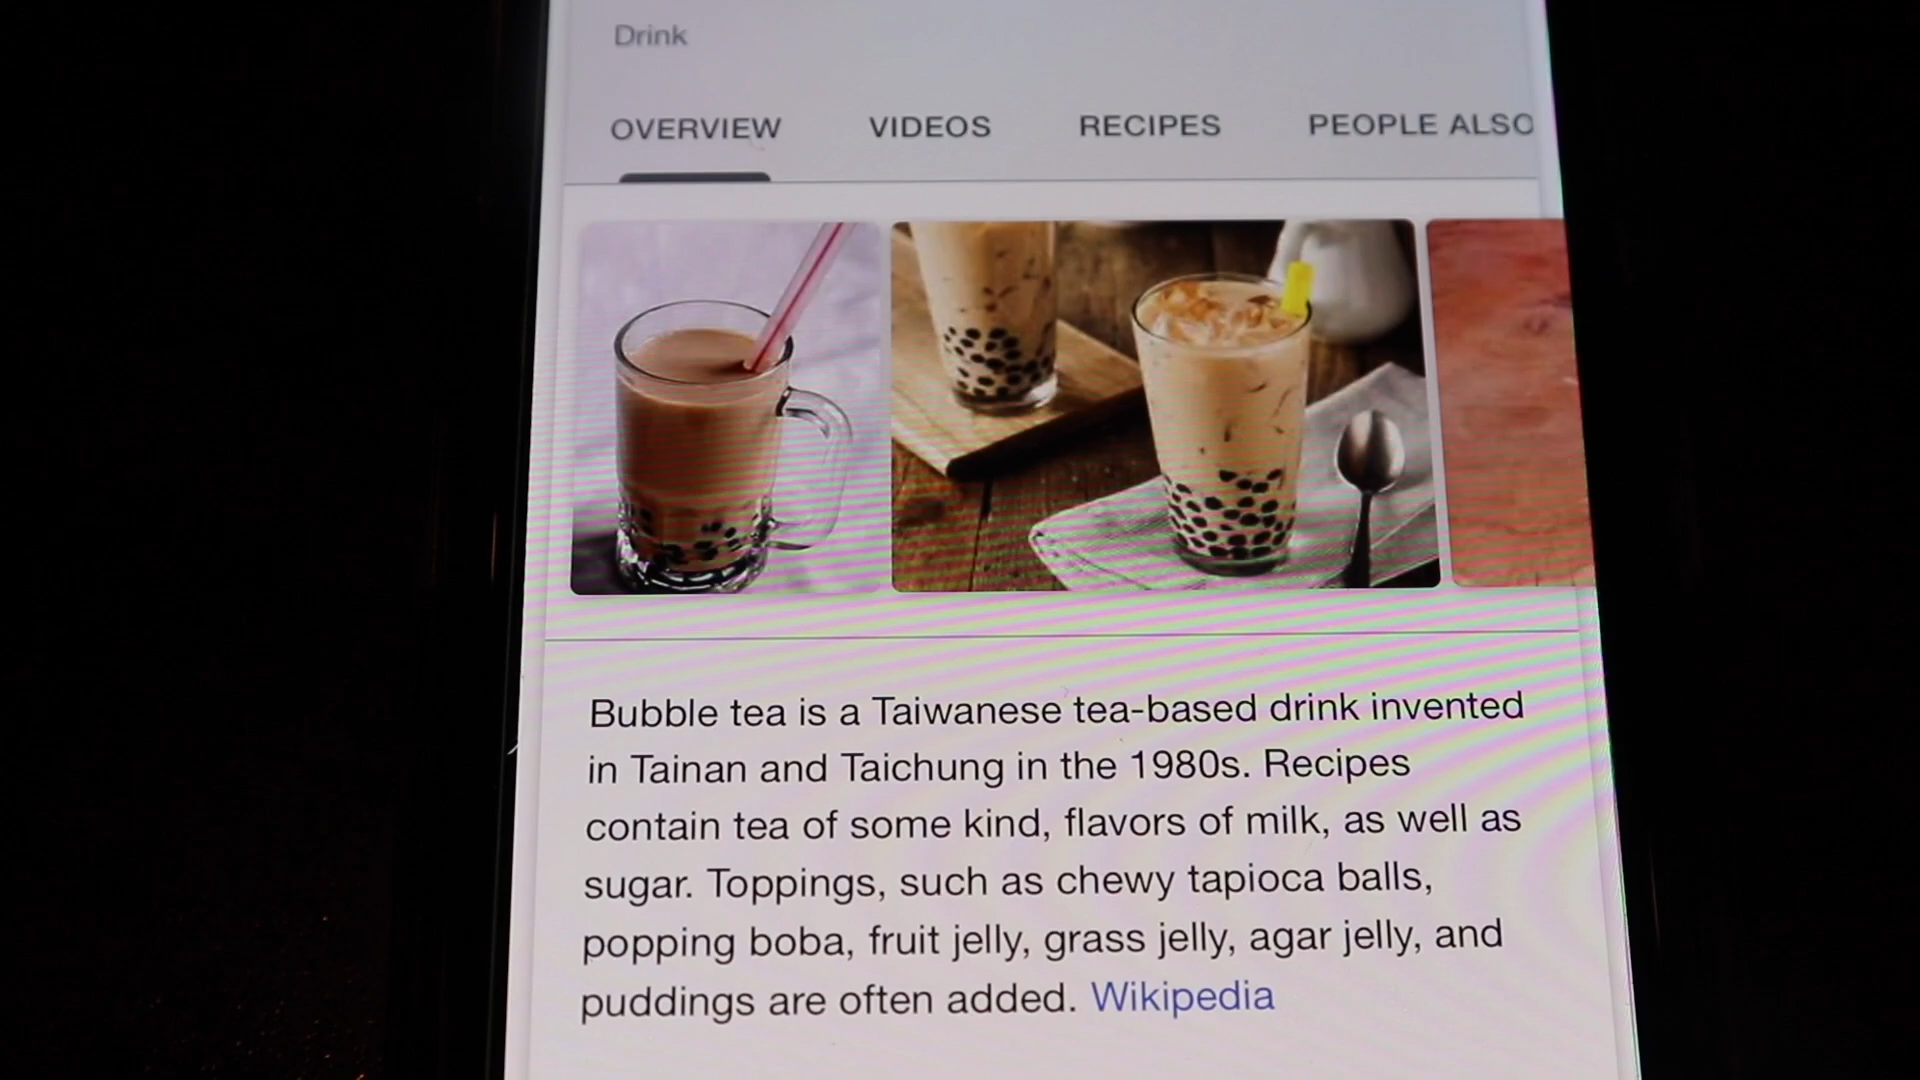 Drink
OVERVIEW VIDEOS RECIPES PEOPLE ALSO
Bubble tea is a Taiwanese tea-based drink invented
in Tainan and Taichung in the 1980s. Recipes
contain tea of some kind, flavors of milk, as well as
sugar. Toppings, such as chewy tapioca balls,
popping boba, fruit jelly, grass jelly, agar jelly, and
puddings are often added. Wikipedia